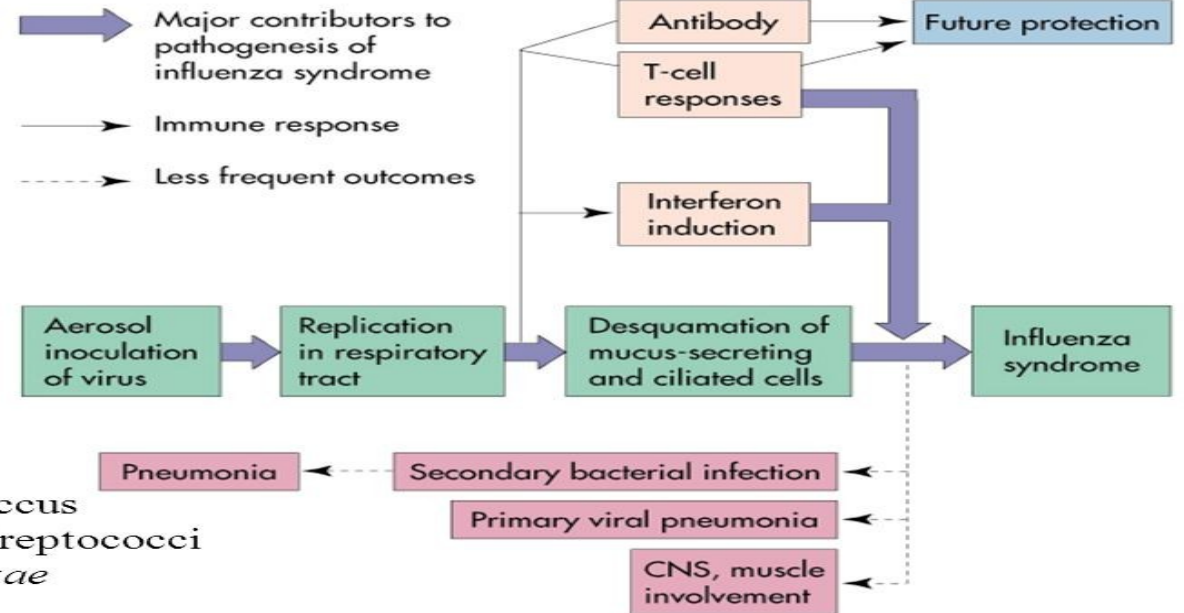 Major contributors to
pathogenesis of
influenza syndrome
Immune response
Less frequent outcomes
Antibody
Future protection
T-cell
responses
Interferon
induction
Aerosol
inoculation
of virus
Replication
in respiratory
tract
Desquamation of
mucus-secreting
and ciliated cells
Influenza
syndrome
Pneumonia
Secondary bacterial infection
Primary viral pneumonia
CNS, muscle
involvement